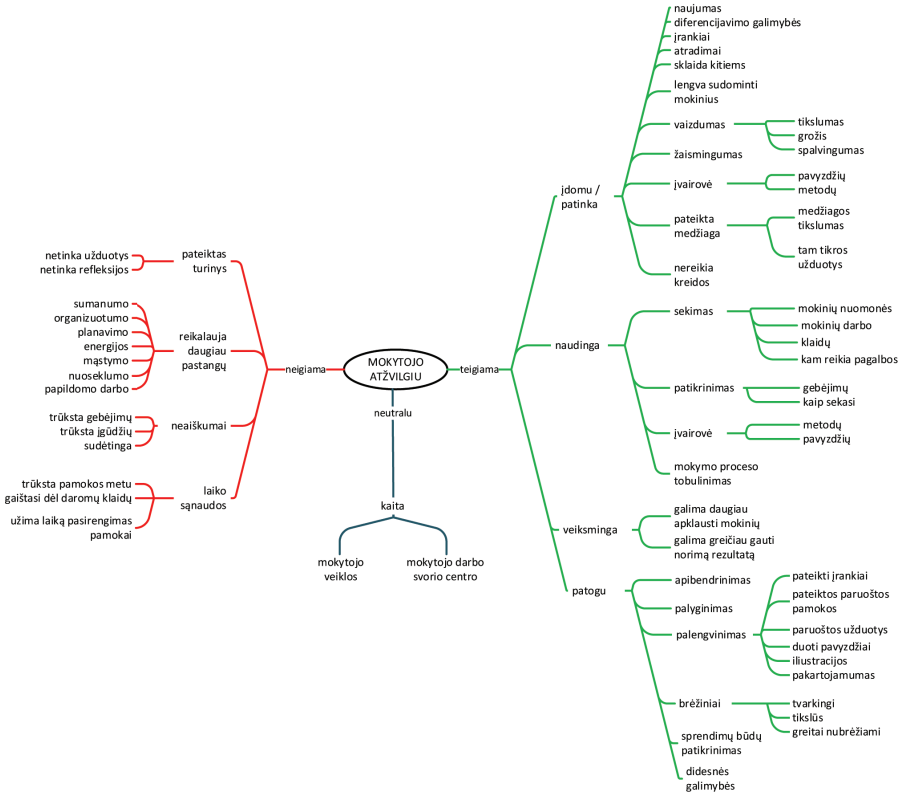 MOKYTOJO
ATŽVILGIU
neigiama
pateiktas
turinys
netinka užduotys
netinka refleksijos
reikalauja
daugiau
pastangų
sumanumo
organizuotumo
planavimo
energijos
mąstymo
nuoseklumo
papildomo darbo
neaiškumai
trūksta gebėjimų
trūksta įgūdžių
sudėtinga
laiko
sąnaudos
trūksta pamokos metu
gaištasi dėl daromų klaidų
užima laiką pasirengimas
pamokai
neutralu
kaita
mokytojo
veiklos
mokytojo darbo
svorio centro
teigiama
įdomu /
patinka
naujumas
diferencijavimo galimybės
įrankiai
atradimai
sklaida kitiems
lengva sudominti
mokinius
vaizdumas
tikslumas
grožis
spalvingumas
žaismingumas
įvairovė
pavyzdžių
metodų
pateikta
medžiaga
medžiagos
tikslumas
tam tikros
užduotys
nereikia
kreidos
naudinga
sekimas
mokinių nuomonės
mokinių darbo
klaidų
kam reikia pagalbos
patikrinimas
gebėjimų
kaip sekasi
įvairovė
metodų
pavyzdžių
mokymo proceso
tobulinimas
veiksminga
galima daugiau
apklausti mokinių
galima greičiau gauti
norimą rezultatą
patogu
apibendrinimas
palyginimas
palengvinimas
pateikti įrankiai
pateiktos paruoštos
pamokos
paruoštos užduotys
duoti pavyzdžiai
iliustracijos
pakartojamumas
brėžiniai
tvarkingi
tikslūs
greitai nubrėžiami
sprendimų būdų
patikrinimas
didesnės
galimybės